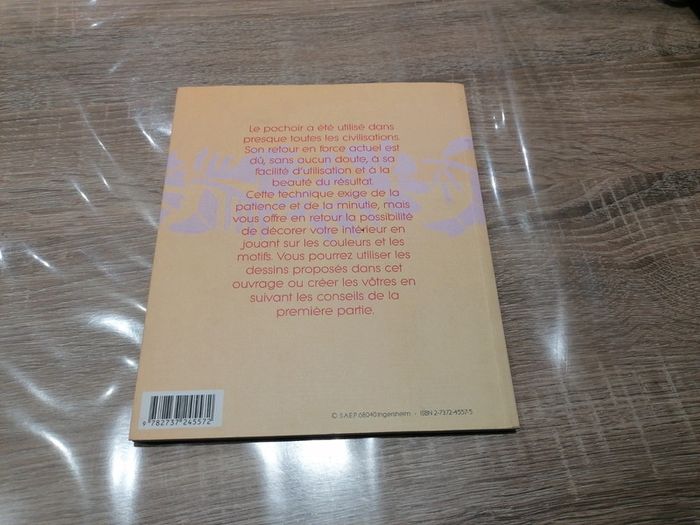 Le pochoir a été utilisé dans
presque toutes les civilisations.
Son retour en force actuel est
dû, sans aucun doute, à sa
facilité d'utilisation et à la
beauté du résultat.
Cette technique exige de la
patience et de la minutie, mais
vous offre en retour la possibilité
de décorer votre intérieur en
jouant sur les couleurs et les
motifs. Vous pourrez utiliser les
dessins proposés dans cet
ouvrage ou créer les vôtres en
suivant les conseils de la
première partie.
© S.A.E.P. 68040 Ingersheim - ISBN 2-7372-4557-5
9 782737 245572